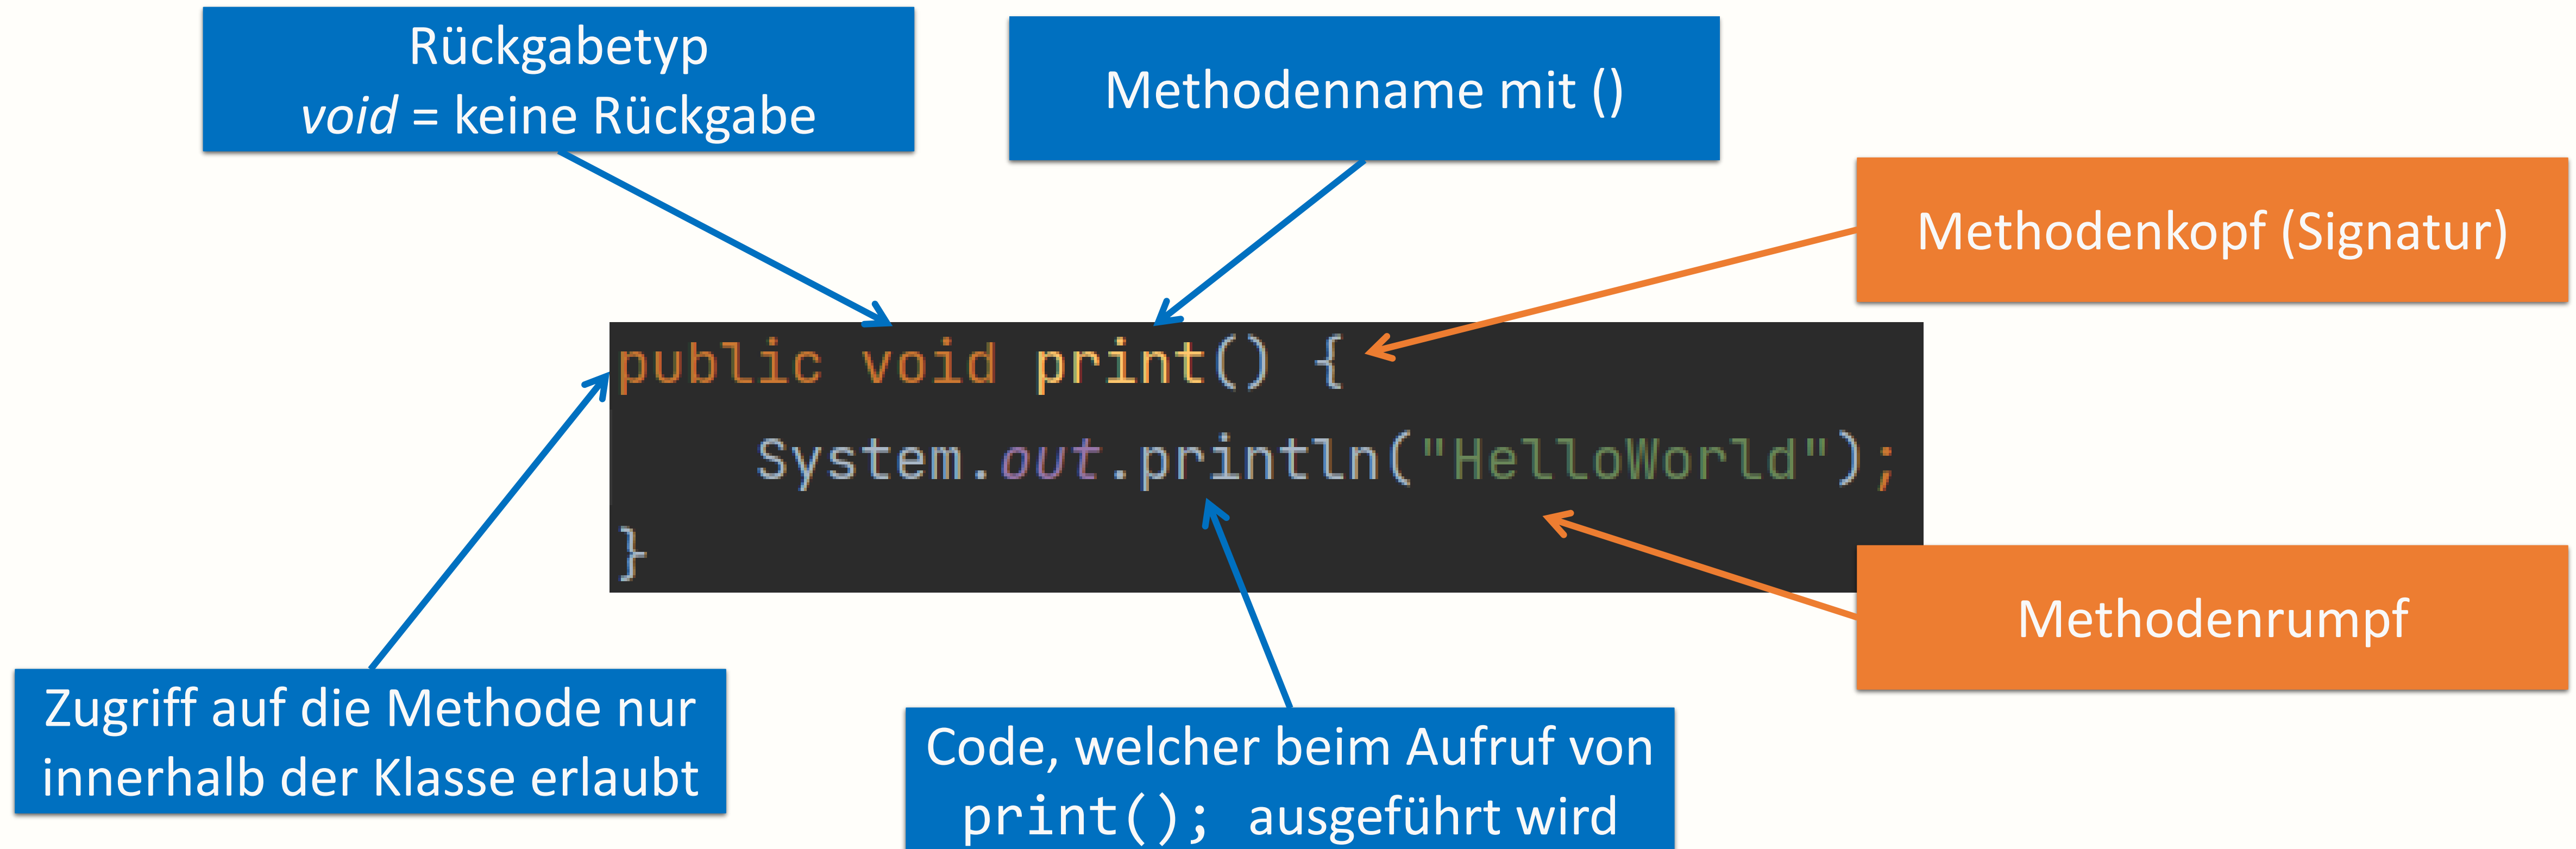 Rückgabetyp
void = keine Rückgabe
Methodenname mit ()
Methodenkopf (Signatur)
public void print() {
System.out.println("HelloWorld");
}
Methodenrumpf
Zugriff auf die Methode nur
innerhalb der Klasse erlaubt
Code, welcher beim Aufruf von
print(); ausgeführt wird